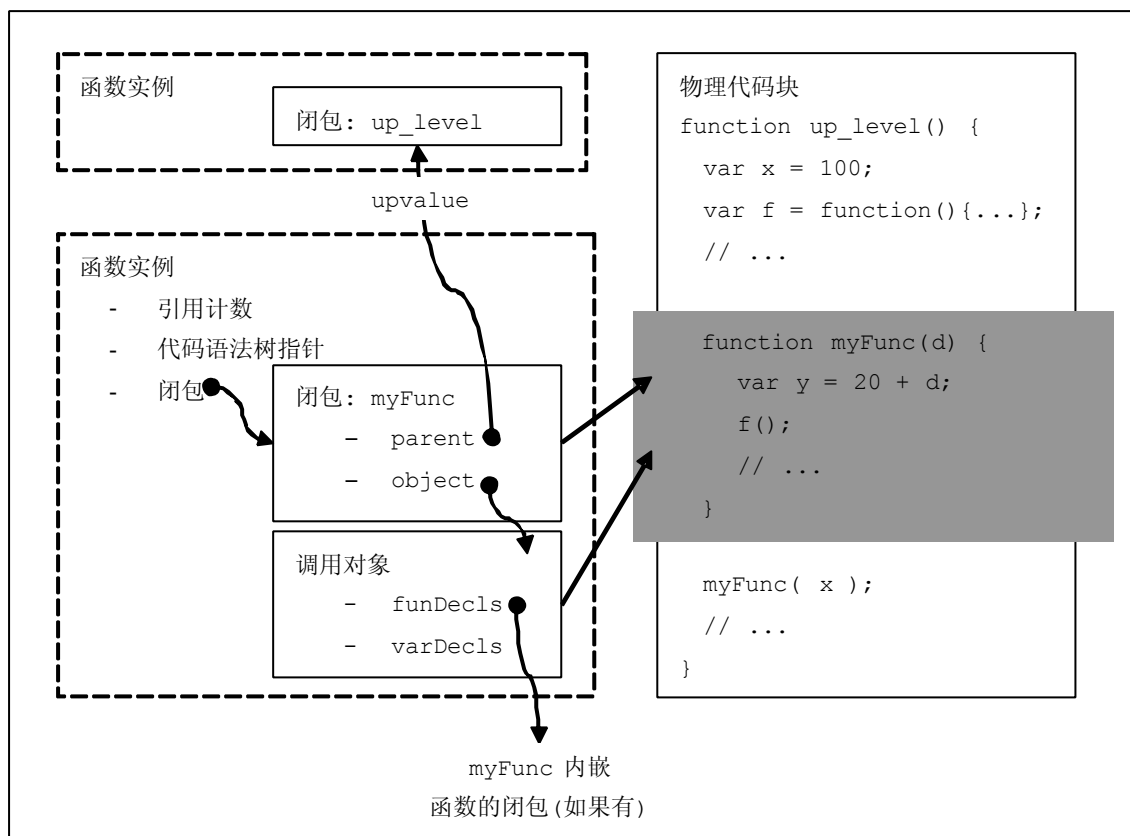 函数实例
闭包: up_level
upvalue
函数实例
- 引用计数
- 代码语法树指针
- 闭包
闭包: myFunc
– parent
– object
调用对象
- funDecls
– varDecls
myFunc 内嵌
函数的闭包(如果有)
物理代码块
function up_level() {
var x = 100;
var f = function(){...};
// ...
function myFunc(d) {
var y = 20 + d;
f();
// ...
}
myFunc( x );
// ...
}